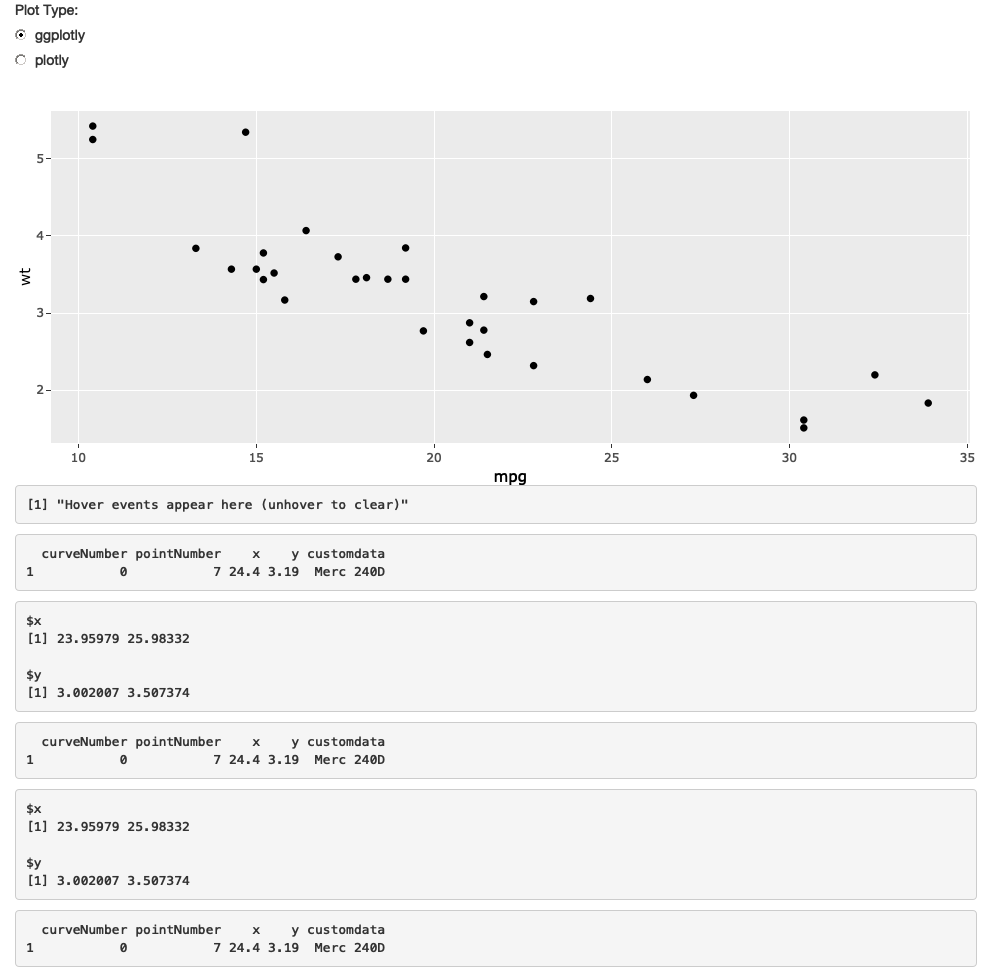 Plot Type:
ggplotly
plotly
5
4
3
2
wt
10 15 20 25 30 35
mpg
[1] "Hover events appear here (unhover to clear)"
  curveNumber pointNumber    x    y customdata
1           0           7 24.4 3.19  Merc 240D
$x
[1] 23.95979 25.98332
$y
[1] 3.002007 3.507374
  curveNumber pointNumber    x    y customdata
1           0           7 24.4 3.19  Merc 240D
$x
[1] 23.95979 25.98332
$y
[1] 3.002007 3.507374
  curveNumber pointNumber    x    y customdata
1           0           7 24.4 3.19  Merc 240D